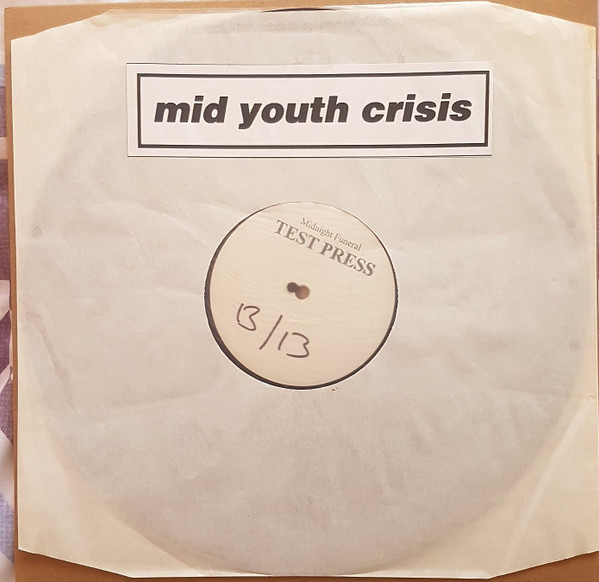 mid youth crisis
Midnight Funeral
TEST PRESS
13/13